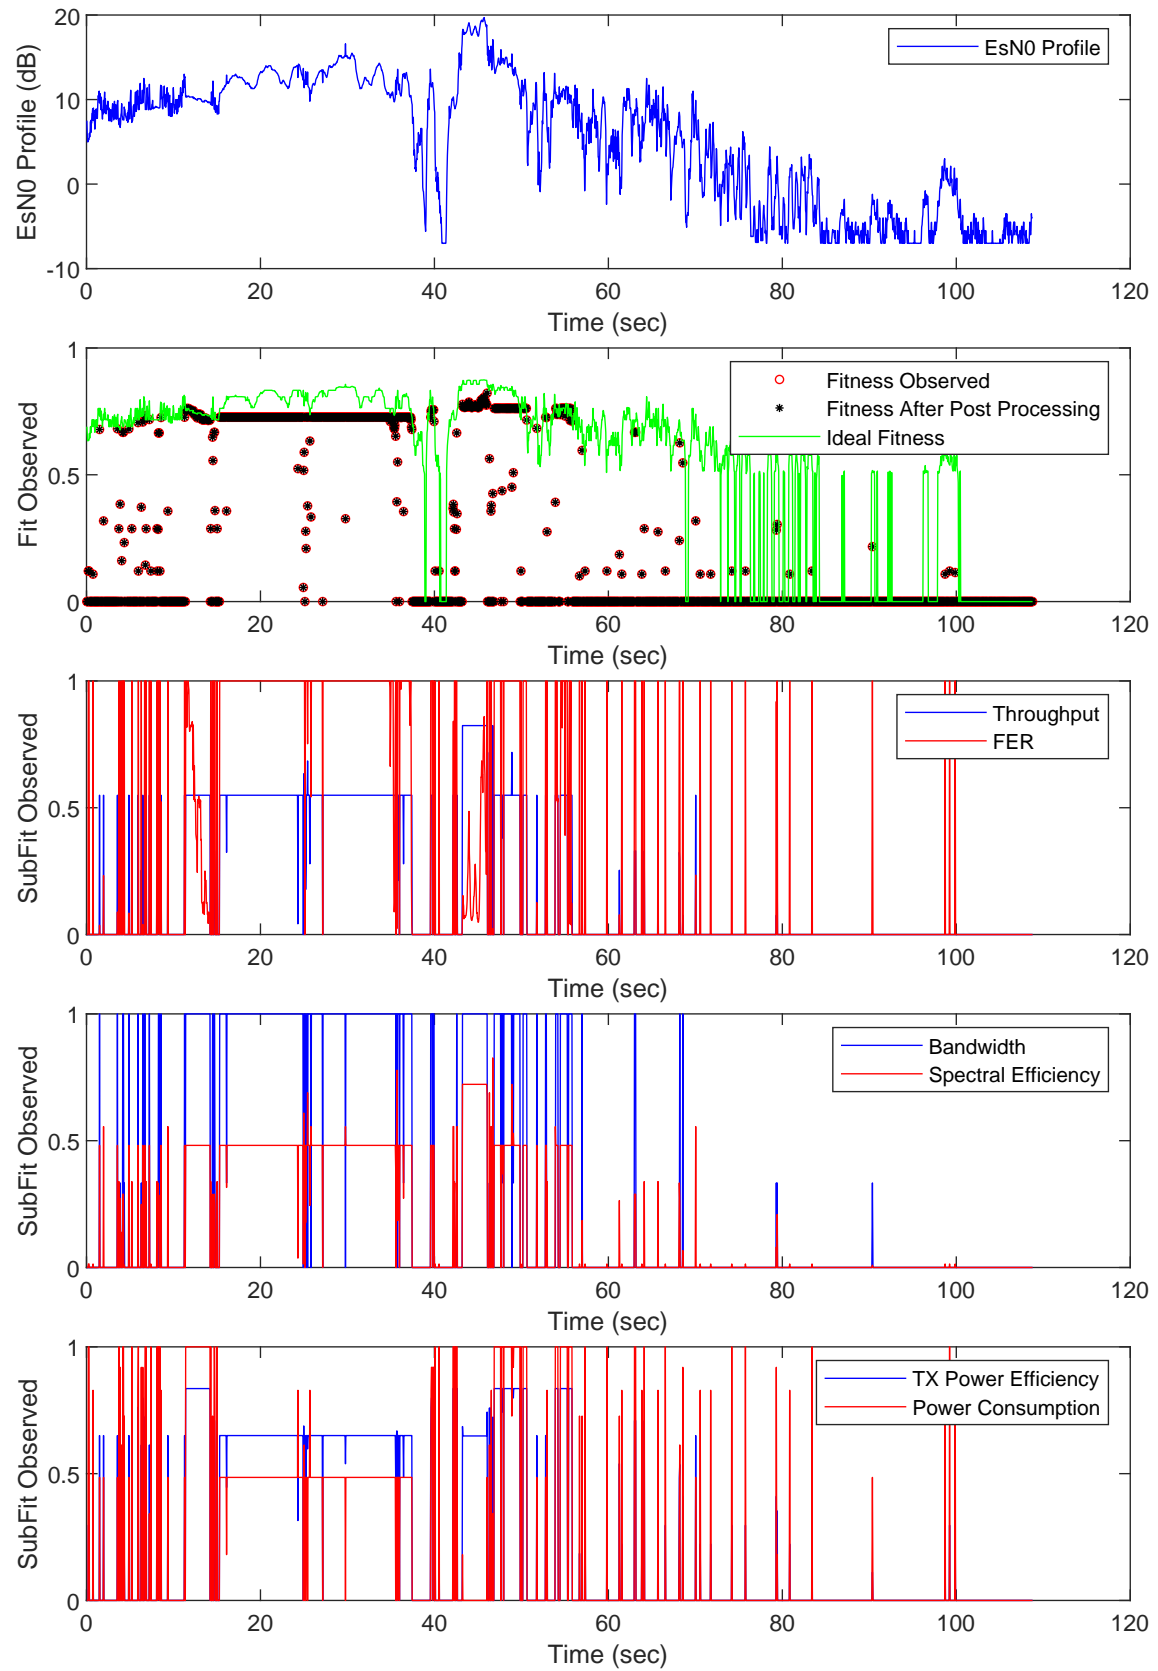 20
10
0
-10
EsN0 Profile (dB)
EsN0 Profile
0 20 40 60 80 100 120
Time (sec)
1
0.5
0
Fit Observed
Fitness Observed
Fitness After Post Processing
Ideal Fitness
0 20 40 60 80 100 120
Time (sec)
1
0.5
0
SubFit Observed
Throughput
FER
0 20 40 60 80 100 120
Time (sec)
1
0.5
0
SubFit Observed
Bandwidth
Spectral Efficiency
0 20 40 60 80 100 120
Time (sec)
1
0.5
0
SubFit Observed
TX Power Efficiency
Power Consumption
0 20 40 60 80 100 120
Time (sec)